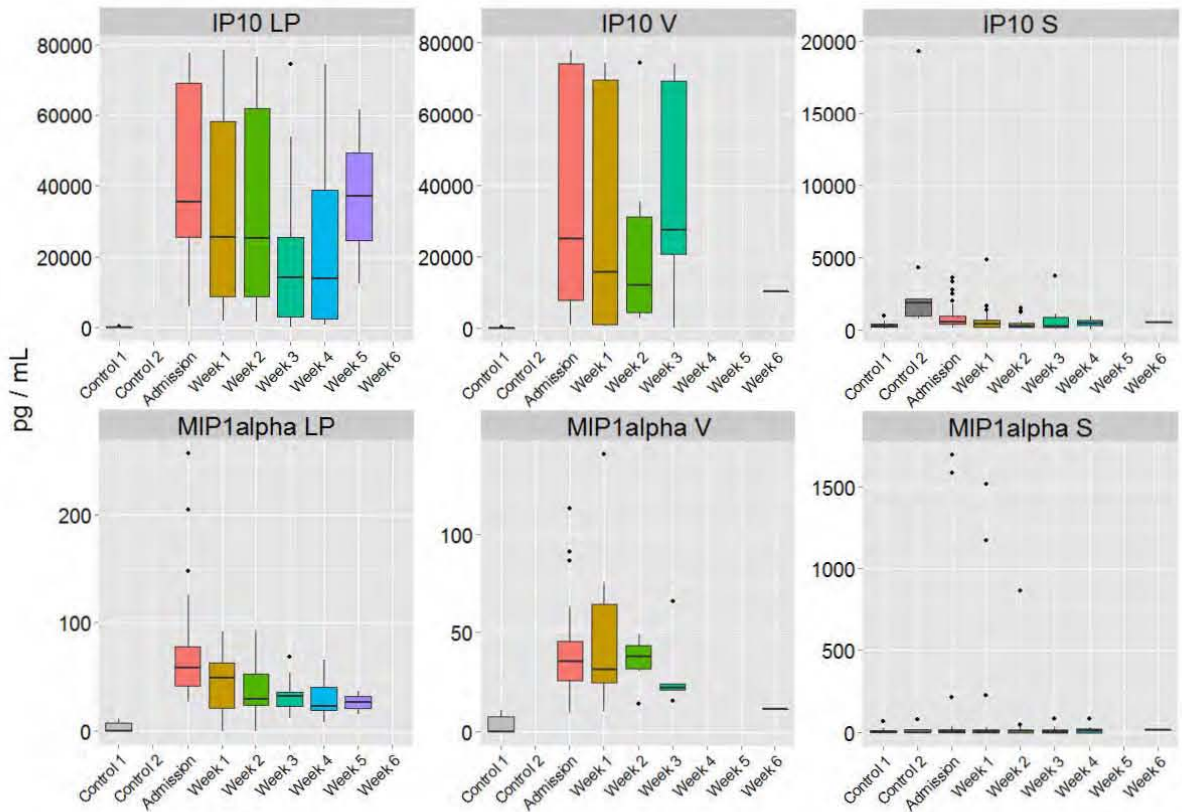 IP10 LP
IP10 V
IP10 S
80000
60000
40000
20000
0
80000
60000
40000
20000
0
20000
15000
10000
5000
0
Control 1
Control 2
Admission
Week 1
Week 2
Week 3
Week 4
Week 5
Week 6
Control 1
Control 2
Admission
Week 1
Week 2
Week 3
Week 4
Week 5
Week 6
Control 1
Control 2
Admission
Week 1
Week 2
Week 3
Week 4
Week 5
Week 6
pg / mL
MIP1alpha LP
MIP1alpha V
MIP1alpha S
200
100
0
100
50
0
1500
1000
500
0
Control 1
Control 2
Admission
Week 1
Week 2
Week 3
Week 4
Week 5
Week 6
Control 1
Control 2
Admission
Week 1
Week 2
Week 3
Week 4
Week 5
Week 6
Control 1
Control 2
Admission
Week 1
Week 2
Week 3
Week 4
Week 5
Week 6